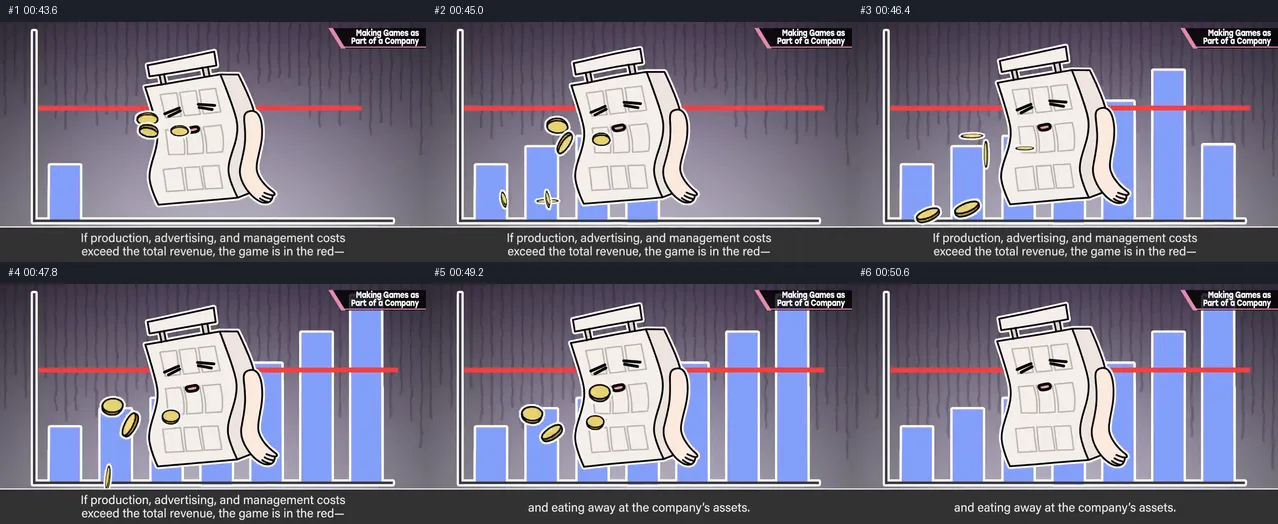 #1 00:43.6
Making Games as
Part of a Company
If production, advertising, and management costs
exceed the total revenue, the game is in the red—
#2 00:45.0
Making Games as
Part of a Company
If production, advertising, and management costs
exceed the total revenue, the game is in the red—
#3 00:46.4
Making Games as
Part of a Company
If production, advertising, and management costs
exceed the total revenue, the game is in the red—
#4 00:47.8
Making Games as
Part of a Company
If production, advertising, and management costs
exceed the total revenue, the game is in the red—
#5 00:49.2
Making Games as
Part of a Company
and eating away at the company's assets.
#6 00:50.6
Making Games as
Part of a Company
and eating away at the company's assets.